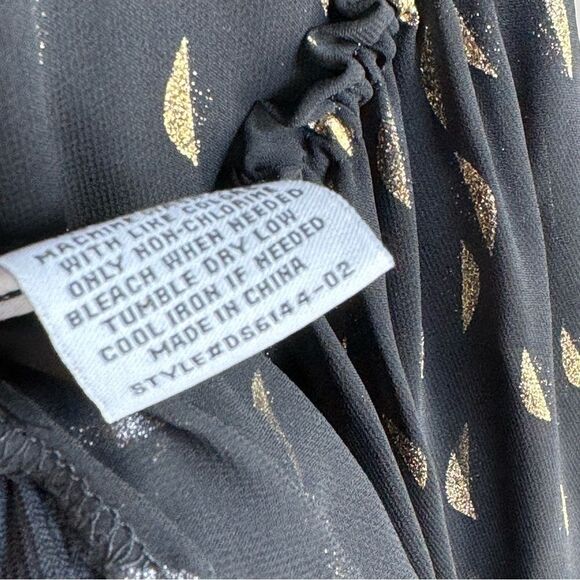 MACHINE
WITH LIKE
ONLY NON-CHLORINE
BLEACH WHEN NEEDED
TUMBLE DRY LOW
COOL IRON IF NEEDED
MADE IN CHINA
STYLE#DS6144-02